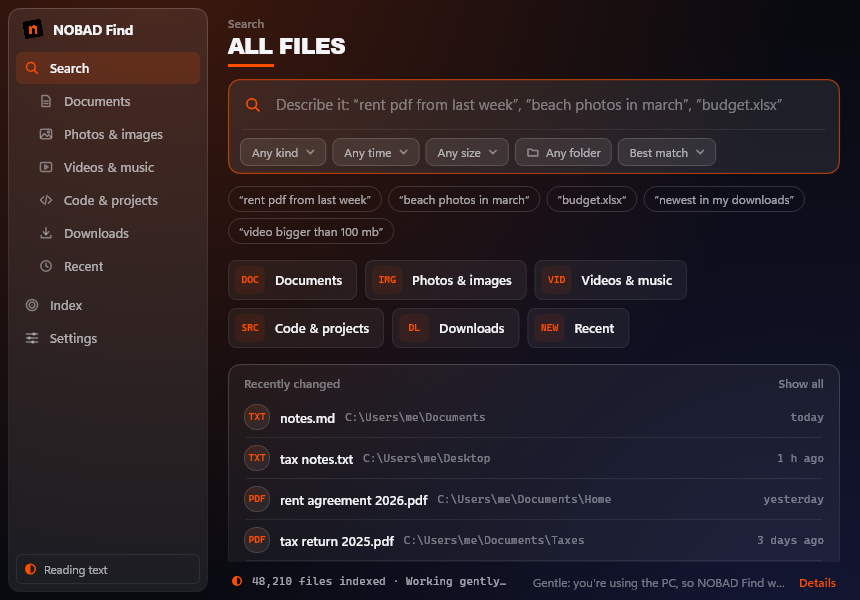 NOBAD Find
Search
Documents
Photos & images
Videos & music
Code & projects
Downloads
Recent
Index
Settings
Reading text
Search
ALL FILES
Describe it: “rent pdf from last week”, “beach photos in march”, “budget.xlsx”
Any kind Any time Any size Any folder Best match
“rent pdf from last week” “beach photos in march” “budget.xlsx” “newest in my downloads”
“video bigger than 100 mb”
DOC Documents IMG Photos & images VID Videos & music
SRC Code & projects DL Downloads NEW Recent
Recently changed Show all
TXT notes.md C:\Users\me\Documents today
TXT tax notes.txt C:\Users\me\Desktop 1 h ago
PDF rent agreement 2026.pdf C:\Users\me\Documents\Home yesterday
PDF tax return 2025.pdf C:\Users\me\Documents\Taxes 3 days ago
48,210 files indexed · Working gently… Gentle: you're using the PC, so NOBAD Find w... Details